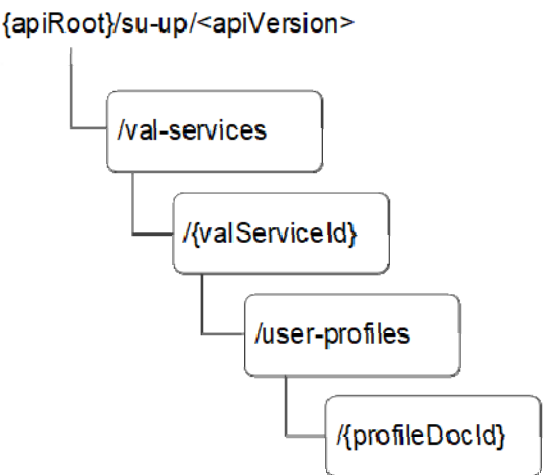 {apiRoot}/su-up/<apiVersion>
/val-services
/{valServiceId}
/user-profiles
/{profileDocId}